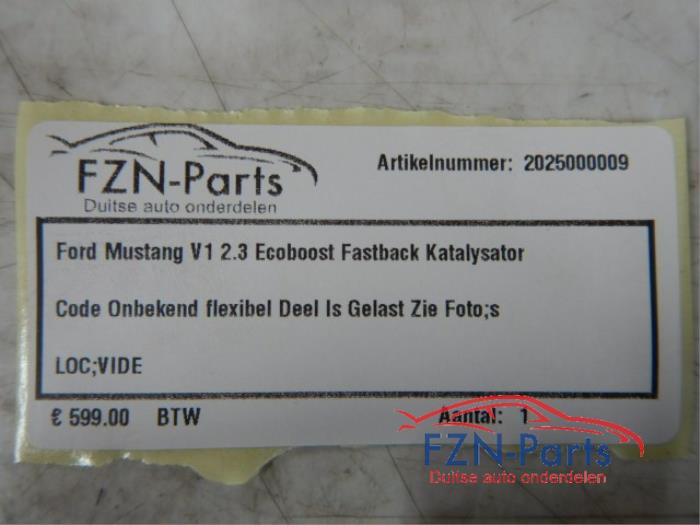 FZN-Parts
Duitse auto onderdelen
Artikelnummer: 2025000009
Ford Mustang V1 2.3 Ecoboost Fastback Katalysator
Code Onbekend flexibel Deel Is Gelast Zie Foto;s
LOC;VIDE
€ 599.00 BTW Aantal: 1
FZN-Parts
Duitse auto onderdelen